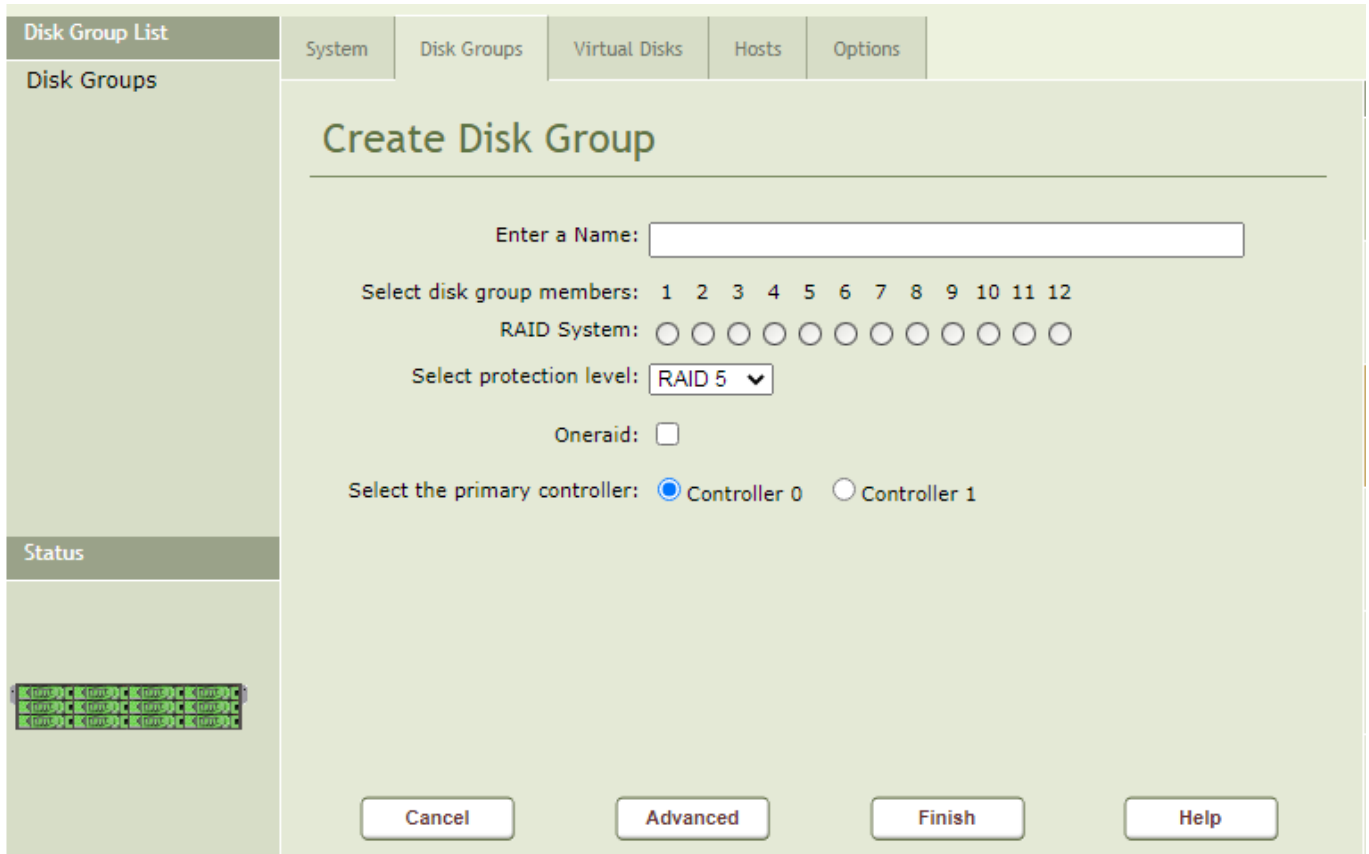 Disk Group List
Disk Groups
System Disk Groups Virtual Disks Hosts Options
Create Disk Group
Enter a Name:
Select disk group members: 1 2 3 4 5 6 7 8 9 10 11 12
RAID System:
Select protection level: RAID 5
Oneraid:
Select the primary controller: Controller 0 Controller 1
Status
Cancel Advanced Finish Help